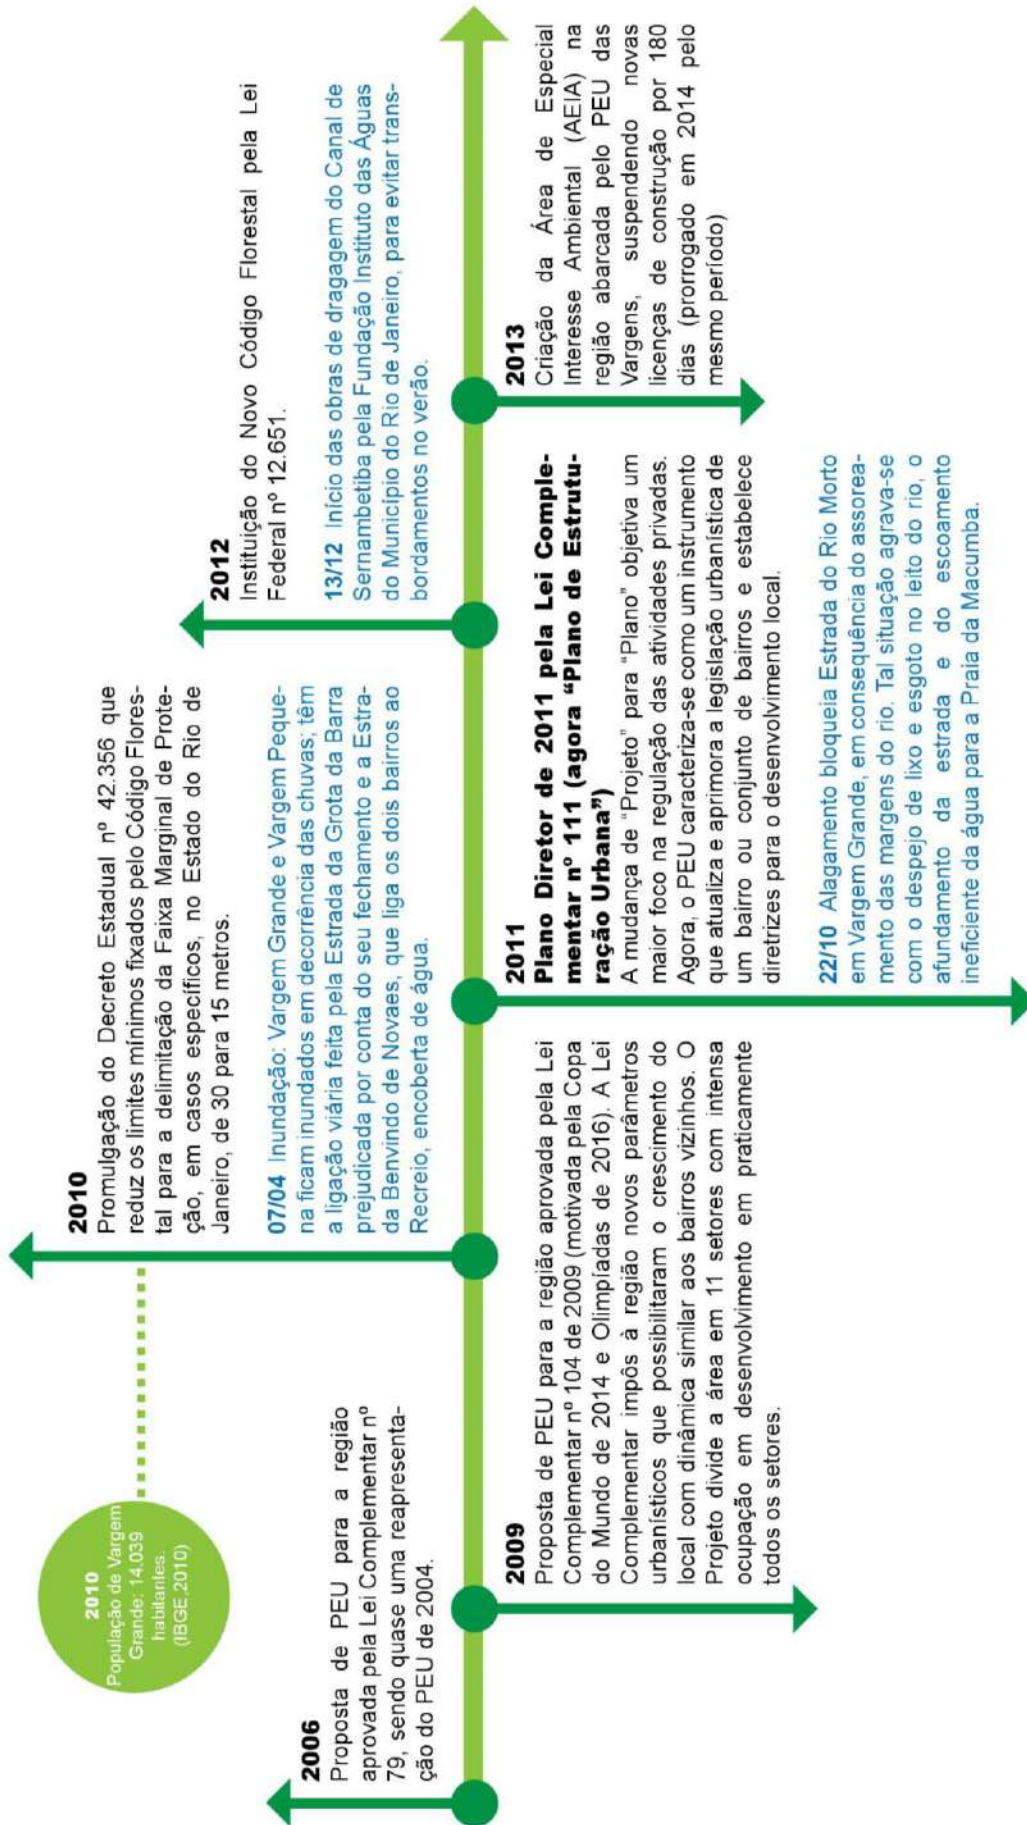 2010
População de Vargem
Grande: 14.039
habitantes.
(IBGE,2010)
2006
Proposta de PEU para a região
aprovada pela Lei Complementar nº
79, sendo quase uma reapresenta-
ção do PEU de 2004.
2009
Proposta de PEU para a região aprovada pela Lei
Complementar nº 104 de 2009 (motivada pela Copa
do Mundo de 2014 e Olimpíadas de 2016). A Lei
Complementar impôs à região novos parâmetros
urbanísticos que possibilitaram o crescimento do
local com dinâmica similar aos bairros vizinhos. O
Projeto divide a área em 11 setores com intensa
ocupação em desenvolvimento em praticamente
todos os setores.
2010
Promulgação do Decreto Estadual nº 42.356 que
reduz os limites mínimos fixados pelo Código Flores-
tal para a delimitação da Faixa Marginal de Prote-
ção, em casos específicos, no Estado do Rio de
Janeiro, de 30 para 15 metros.
07/04 Inundação: Vargem Grande e Vargem Peque-
na ficam inundados em decorrência das chuvas; têm
a ligação viária feita pela Estrada da Grota da Barra
prejudicada por conta do seu fechamento e a Estra-
da Benvindo de Novaes, que liga os dois bairros ao
Recreio, encoberta de água.
2011
Plano Diretor de 2011 pela Lei Comple-
mentar nº 111 (agora “Plano de Estrutu-
ração Urbana”)
A mudança de “Projeto” para “Plano” objetiva um
maior foco na regulação das atividades privadas.
Agora, o PEU caracteriza-se como um instrumento
que atualiza e aprimora a legislação urbanística de
um bairro ou conjunto de bairros e estabelece
diretrizes para o desenvolvimento local.
22/10 Alagamento bloqueia Estrada do Rio Morto
em Vargem Grande, em consequência do assorea-
mento das margens do rio. Tal situação agrava-se
com o despejo de lixo e esgoto no leito do rio, o
afundamento da estrada e do escoamento
ineficiente da água para a Praia da Macumba.
2012
Instituição do Novo Código Florestal pela Lei
Federal nº 12.651.
13/12 Início das obras de dragagem do Canal de
Sernambetiba pela Fundação Instituto das Águas
do Município do Rio de Janeiro, para evitar trans-
bordamentos no verão.
2013
Criação da Área de Especial
Interesse Ambiental (AEIA) na
região abarcada pelo PEU das
Vargens, suspendendo novas
licenças de construção por 180
dias (prorrogado em 2014 pelo
mesmo período)